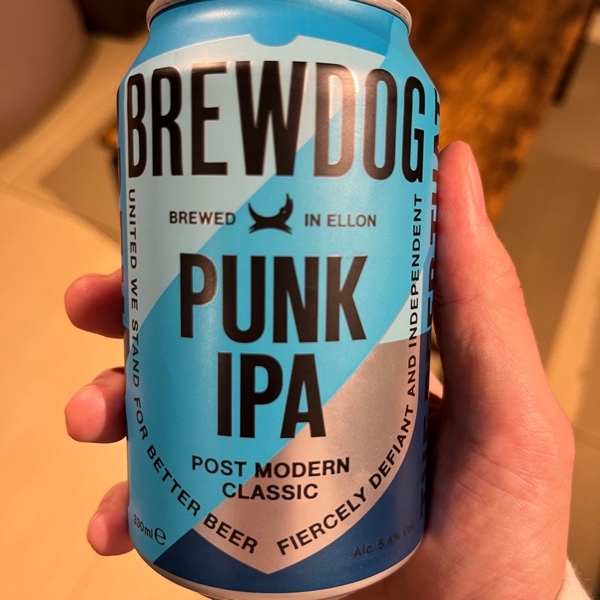 BREWDOG
BREWED IN ELLON
PUNK
IPA
POST MODERN
CLASSIC
UNITED WE STAND FOR BETTER BEER
FIERCELY DEFIANT AND INDEPENDENT
330ml e
Alc. 5.4% Vol